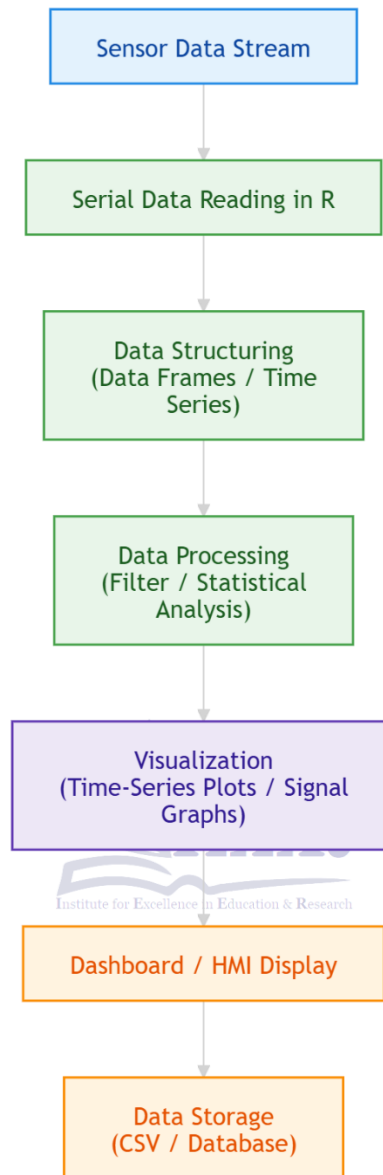 Sensor Data Stream
Serial Data Reading in R
Data Structuring
(Data Frames / Time
Series)
Data Processing
(Filter / Statistical
Analysis)
Visualization
(Time-Series Plots / Signal
Graphs)
Institute for Excellence in Education & Research
Dashboard / HMI Display
Data Storage
(CSV / Database)